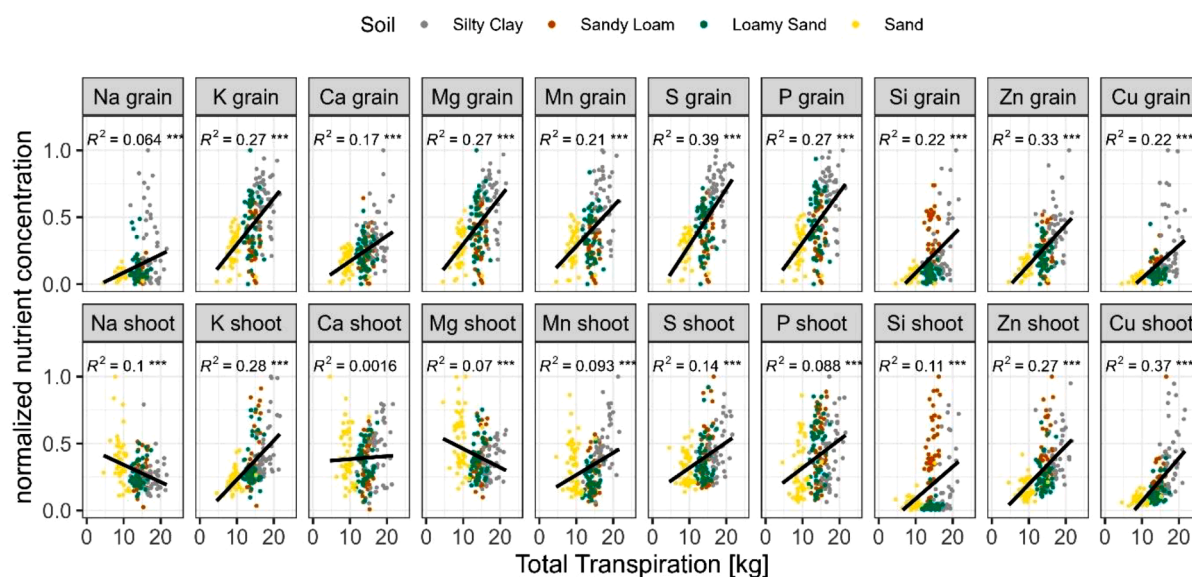 Soil Silty Clay Sandy Loam Loamy Sand Sand
Na grain K grain Ca grain Mg grain Mn grain S grain P grain Si grain Zn grain Cu grain
R² = 0.064 *** R² = 0.27 *** R² = 0.17 *** R² = 0.27 *** R² = 0.21 *** R² = 0.39 *** R² = 0.27 *** R² = 0.22 *** R² = 0.33 *** R² = 0.22 ***
1.0
0.5
0.0
Na shoot K shoot Ca shoot Mg shoot Mn shoot S shoot P shoot Si shoot Zn shoot Cu shoot
R² = 0.1 *** R² = 0.28 *** R² = 0.0016 R² = 0.07 *** R² = 0.093 *** R² = 0.14 *** R² = 0.088 *** R² = 0.11 *** R² = 0.27 *** R² = 0.37 ***
1.0
0.5
0.0
normalized nutrient concentration
0 10 20 0 10 20 0 10 20 0 10 20 0 10 20 0 10 20 0 10 20 0 10 20 0 10 20 0 10 20
Total Transpiration [kg]